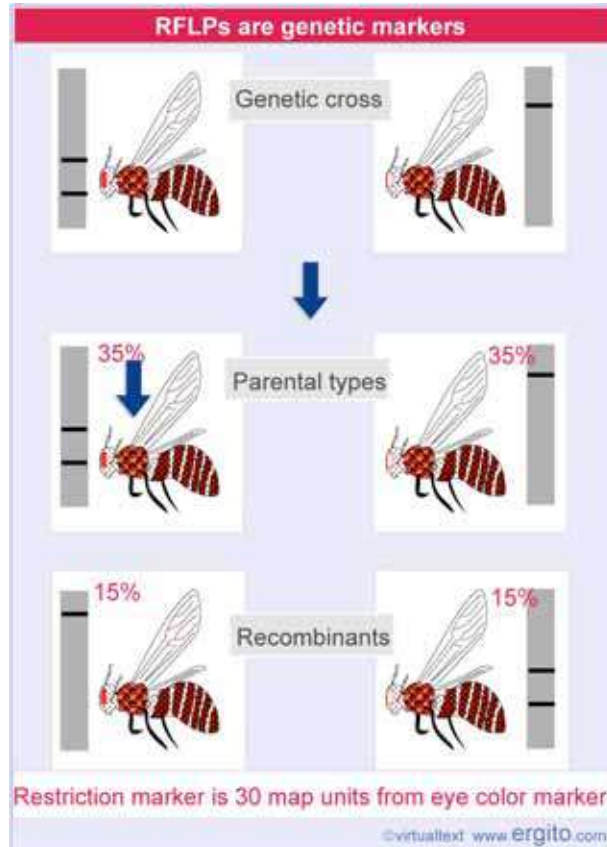 RFLPs are genetic markers
Genetic cross
35%
35%
Parental types
15%
15%
Recombinants
Restriction marker is 30 map units from eye color marker
©virtualtext www.ergito.com